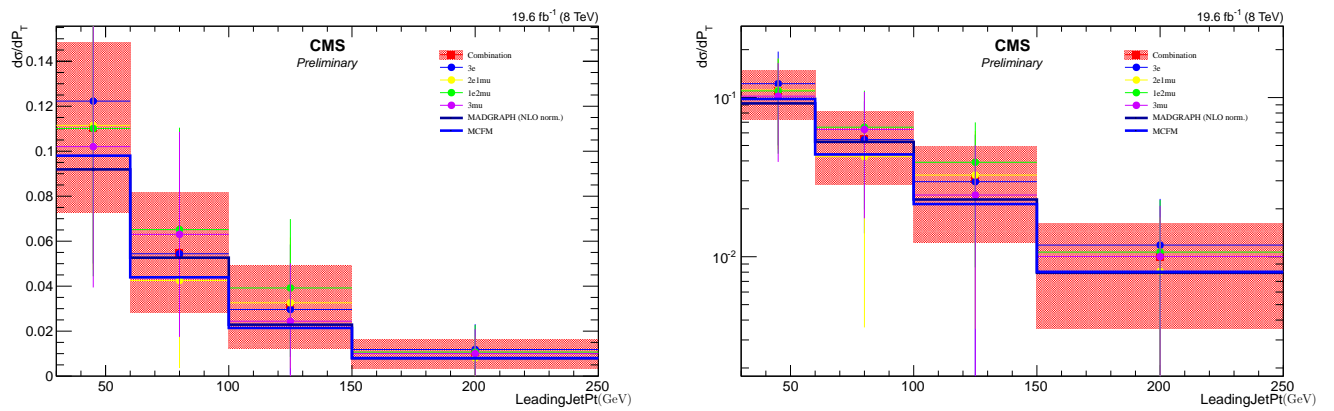 19.6 fb⁻¹ (8 TeV)
dσ/dP_T
CMS
Preliminary
Combination
3e
2e1mu
1e2mu
3mu
MADGRAPH (NLO norm.)
MCFM
0.14
0.12
0.1
0.08
0.06
0.04
0.02
0
50 100 150 200 250
LeadingJetPt(GeV)
19.6 fb⁻¹ (8 TeV)
dσ/dP_T
CMS
Preliminary
Combination
3e
2e1mu
1e2mu
3mu
MADGRAPH (NLO norm.)
MCFM
10⁻¹
10⁻²
50 100 150 200 250
LeadingJetPt(GeV)